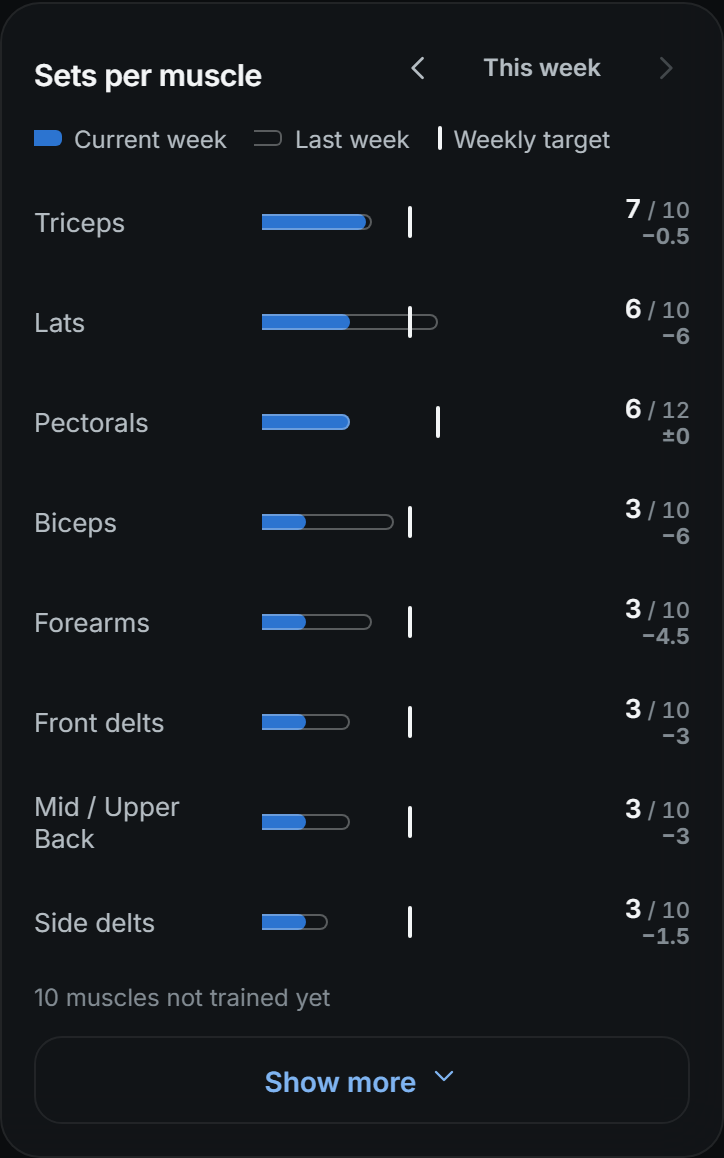 Sets per muscle
This week
Current week
Last week
Weekly target
Triceps
7 / 10
−0.5
Lats
6 / 10
−6
Pectorals
6 / 12
±0
Biceps
3 / 10
−6
Forearms
3 / 10
−4.5
Front delts
3 / 10
−3
Mid / Upper
Back
3 / 10
−3
Side delts
3 / 10
−1.5
10 muscles not trained yet
Show more